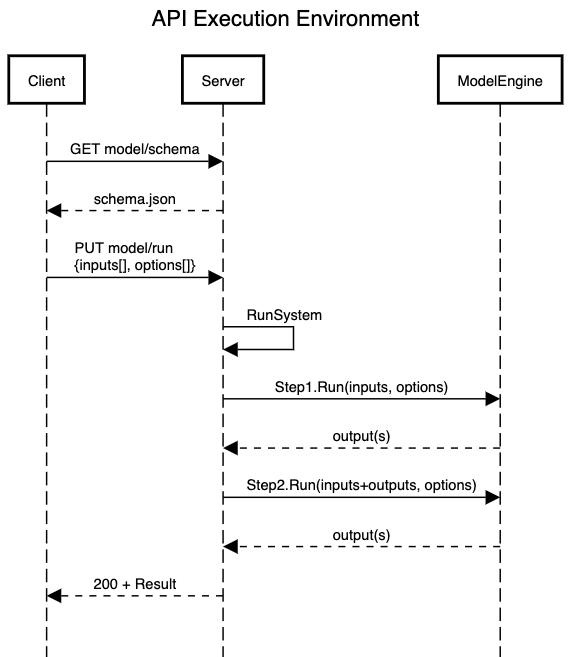 API Execution Environment
Client
Server
ModelEngine
GET model/schema
schema.json
PUT model/run
{inputs[], options[]}
RunSystem
Step1.Run(inputs, options)
output(s)
Step2.Run(inputs+outputs, options)
output(s)
200 + Result